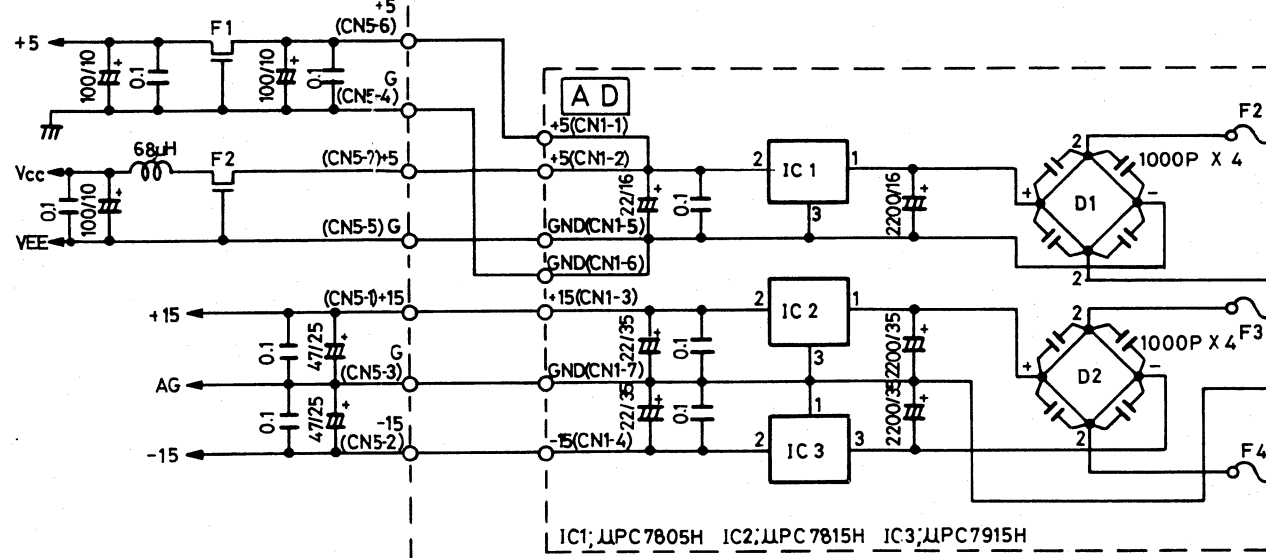 +5
F1
(CN5-6)
+5
100/10
+
0.1
100/10
+
0.1
G
(CN5-4)
A D
+5(CN1-1)
F2
68μH
F2
(CN5-7)+5
+5(CN1-2)
2
IC 1
1
3
2
1000P X 4
+
D1
-
2
Vcc
0.1
100/10
+
22/16
+
0.1
2200/16
+
VEE
(CN5-5) G
GND(CN1-5)
GND(CN1-6)
+15
(CN5-1)+15
+15(CN1-3)
2
IC 2
1
3
2
F3
1000P X 4
+
D2
-
2
0.1
47/25
+
22/35
+
0.1
2200/35
+
AG
G
(CN5-3)
GND(CN1-7)
0.1
47/25
+
22/35
+
0.1
2200/35
+
1
-15
-15
(CN5-2)
-15(CN1-4)
2
IC 3
3
F4
IC1;μPC7805H IC2;μPC7815H IC3;μPC7915H